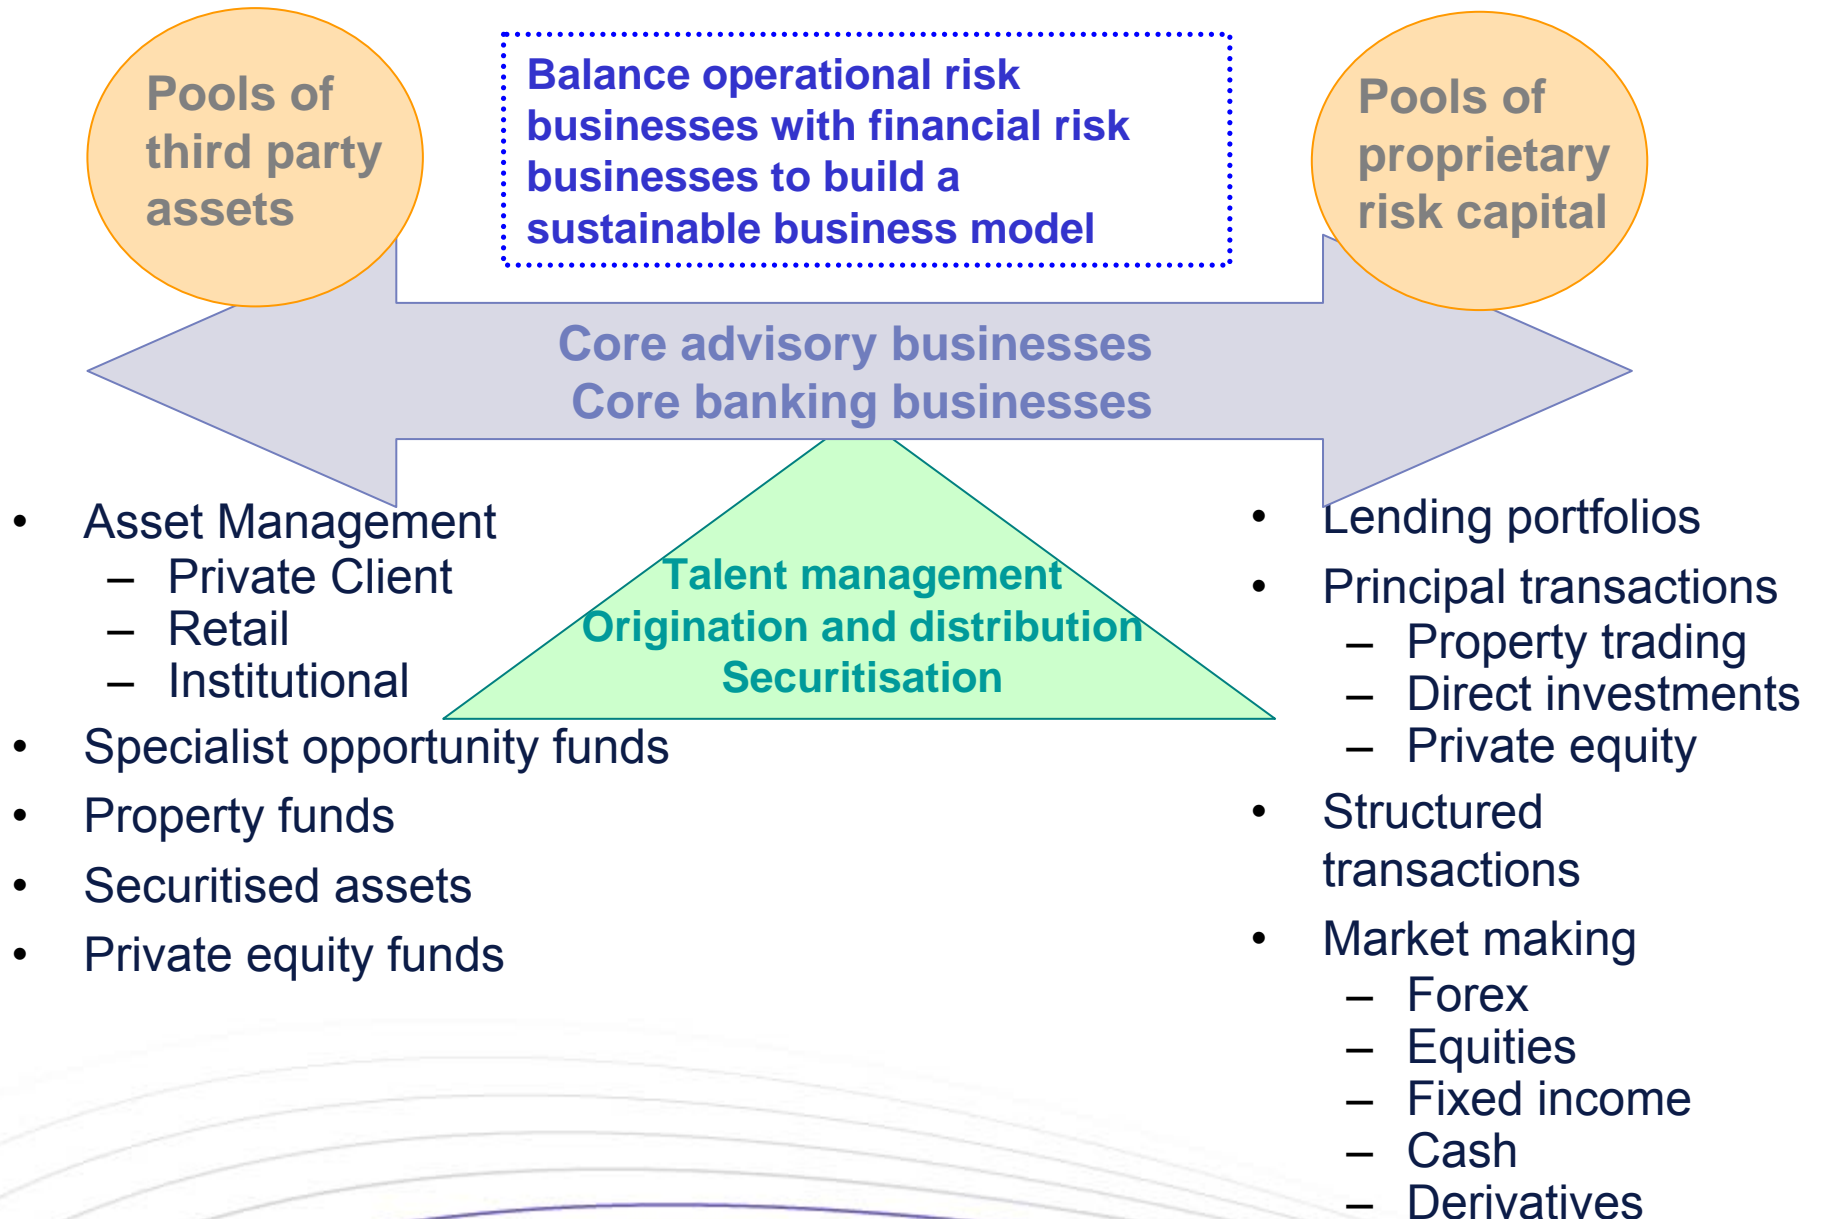 Pools of
third party
assets
Balance operational risk
businesses with financial risk
businesses to build a
sustainable business model
Pools of
proprietary
risk capital
Core advisory businesses
Core banking businesses
Talent management
Origination and distribution
Securitisation
• Asset Management
– Private Client
– Retail
– Institutional
• Specialist opportunity funds
• Property funds
• Securitised assets
• Private equity funds
• Lending portfolios
• Principal transactions
– Property trading
– Direct investments
– Private equity
• Structured
transactions
• Market making
– Forex
– Equities
– Fixed income
– Cash
– Derivatives